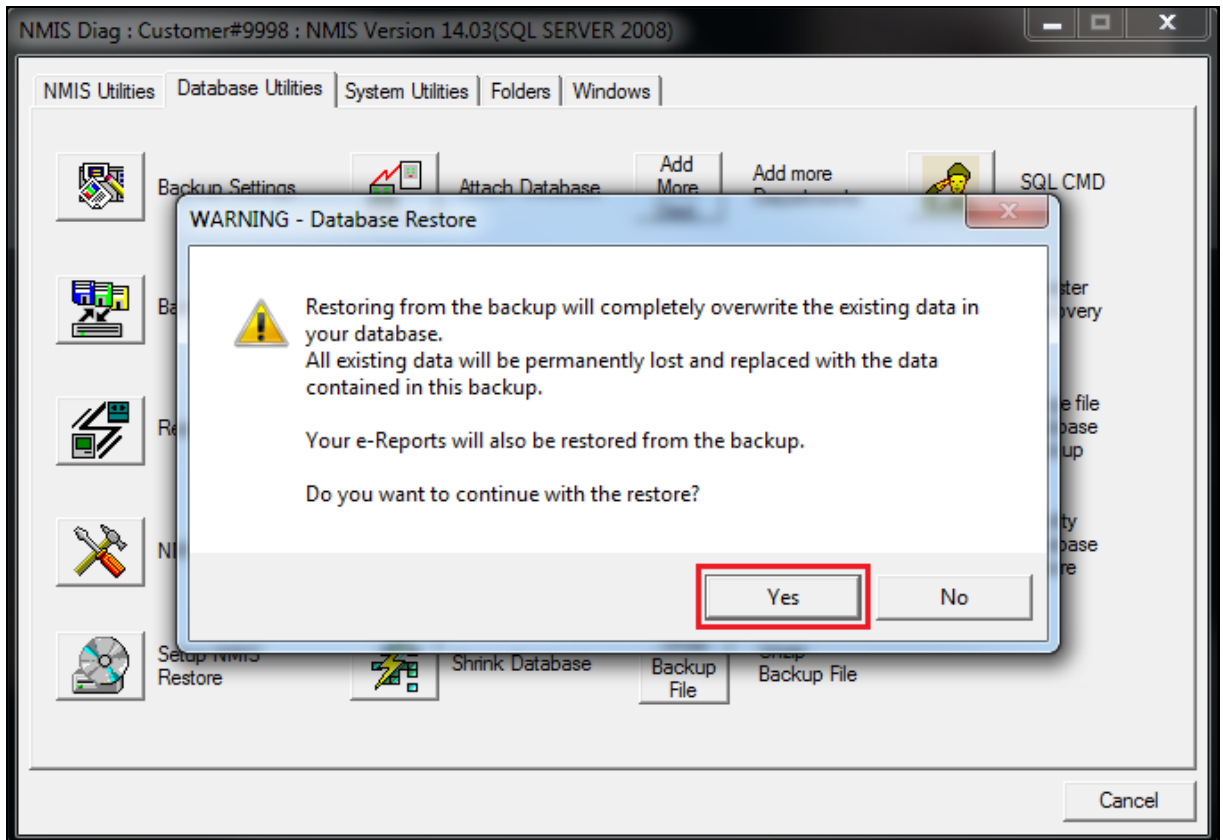 NMIS Diag : Customer#9998 : NMIS Version 14.03(SQL SERVER 2008)
NMIS Utilities Database Utilities System Utilities Folders Windows
Backup Settings
Attach Database
Add
More
Add more
SQL CMD
WARNING - Database Restore
Restoring from the backup will completely overwrite the existing data in
your database.
All existing data will be permanently lost and replaced with the data
contained in this backup.
Your e-Reports will also be restored from the backup.
Do you want to continue with the restore?
Yes No
Setup NMIS
Restore
Shrink Database
Backup
File
Backup File
Cancel